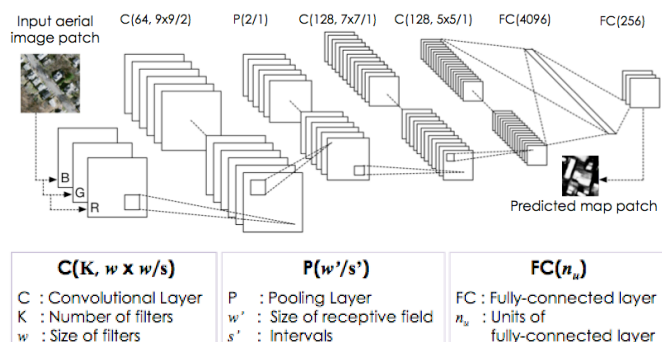 Input aerial
image patch
C(64, 9x9/2)
P(2/1)
C(128, 7x7/1)
C(128, 5x5/1)
FC(4096)
FC(256)
B
G
R
Predicted map patch
C(K, w x w/s)
C : Convolutional Layer
K : Number of filters
w : Size of filters
P(w'/s')
P : Pooling Layer
w' : Size of receptive field
s' : Intervals
FC(nᵤ)
FC : Fully-connected layer
nᵤ : Units of
fully-connected layer